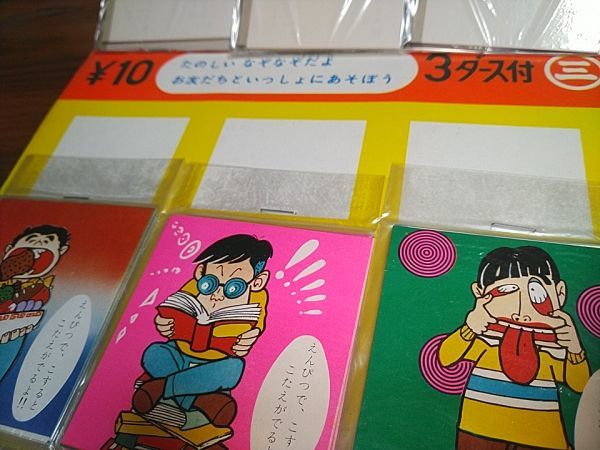 ¥10
たのしい なぞなぞだよ
お友だちといっしょにあそぼう
3ダース付
三
えんぴつで、こすると
こたえがでるよ!!
えんぴつで、こす
こたえがでる